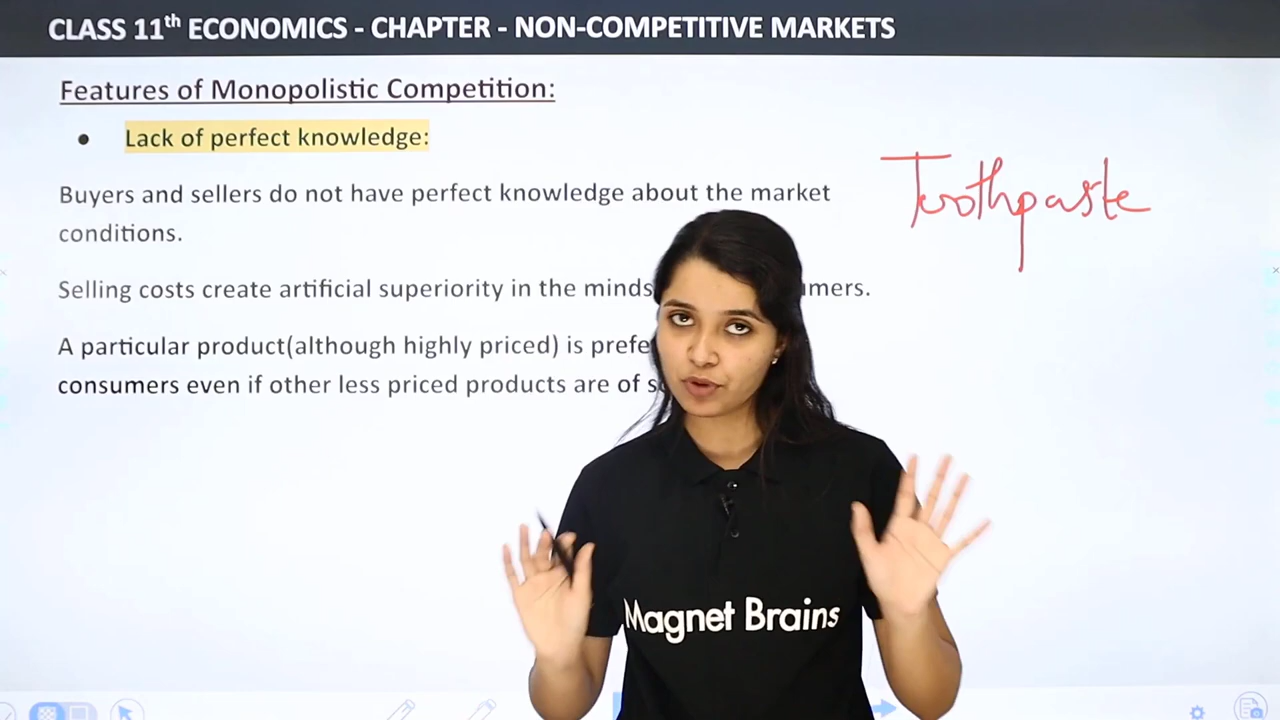 CLASS 11th ECONOMICS - CHAPTER - NON-COMPETITIVE MARKETS
Features of Monopolistic Competition:
• Lack of perfect knowledge:
Buyers and sellers do not have perfect knowledge about the market
conditions.
Toothpaste
Selling costs create artificial superiority in the minds umers.
A particular product(although highly priced) is prefe
consumers even if other less priced products are of s
Magnet Brains